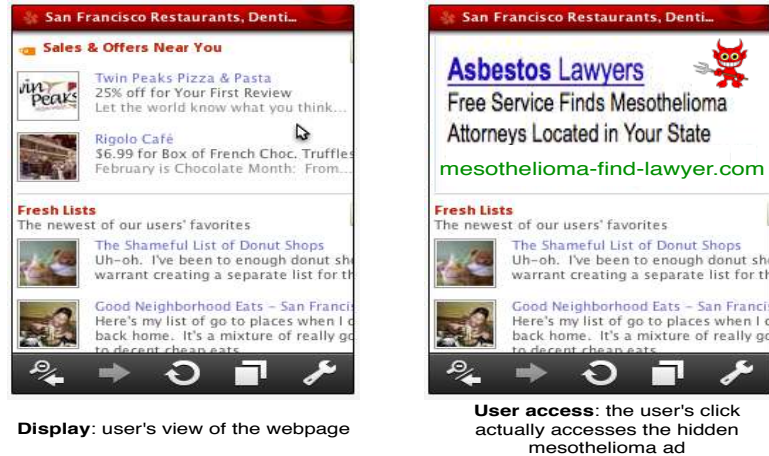 San Francisco Restaurants, Denti...
Sales & Offers Near You
Twin Peaks Pizza & Pasta
25% off for Your First Review
Let the world know what you think...
Rigolo Café
$6.99 for Box of French Choc. Truffles
February is Chocolate Month: From...
Fresh Lists
The newest of our users' favorites
The Shameful List of Donut Shops
Uh-oh. I've been to enough donut sh
warrant creating a separate list for th
Good Neighborhood Eats - San Francis
Here's my list of go to places when I c
back home. It's a mixture of really go
to decent cheap eats
Display: user's view of the webpage
San Francisco Restaurants, Denti...
Asbestos Lawyers
Free Service Finds Mesothelioma
Attorneys Located in Your State
mesothelioma-find-lawyer.com
Fresh Lists
The newest of our users' favorites
The Shameful List of Donut Shops
Uh-oh. I've been to enough donut sh
warrant creating a separate list for th
Good Neighborhood Eats - San Francis
Here's my list of go to places when I c
back home. It's a mixture of really go
to decent cheap eats
User access: the user's click
actually accesses the hidden
mesothelioma ad